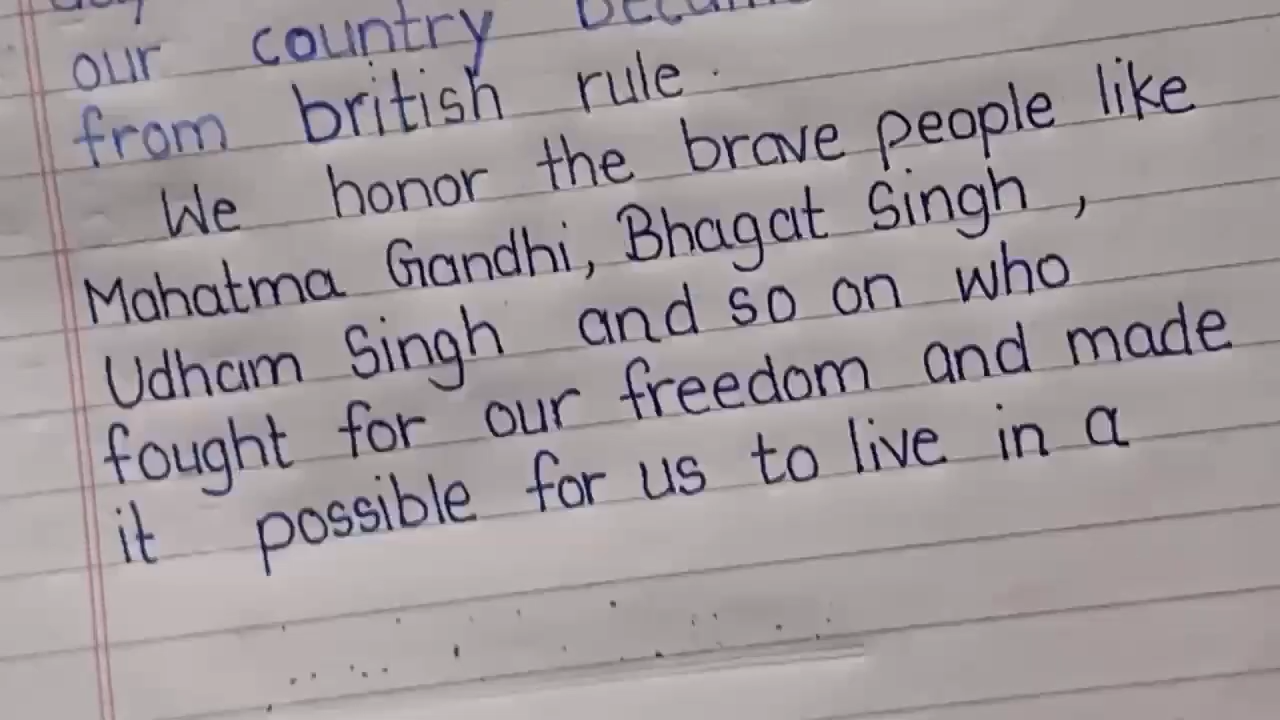 our country
from british rule.
We honor the brave people like
Mahatma Gandhi, Bhagat Singh,
Udham Singh and so on who
fought for our freedom and made
it possible for us to live in a